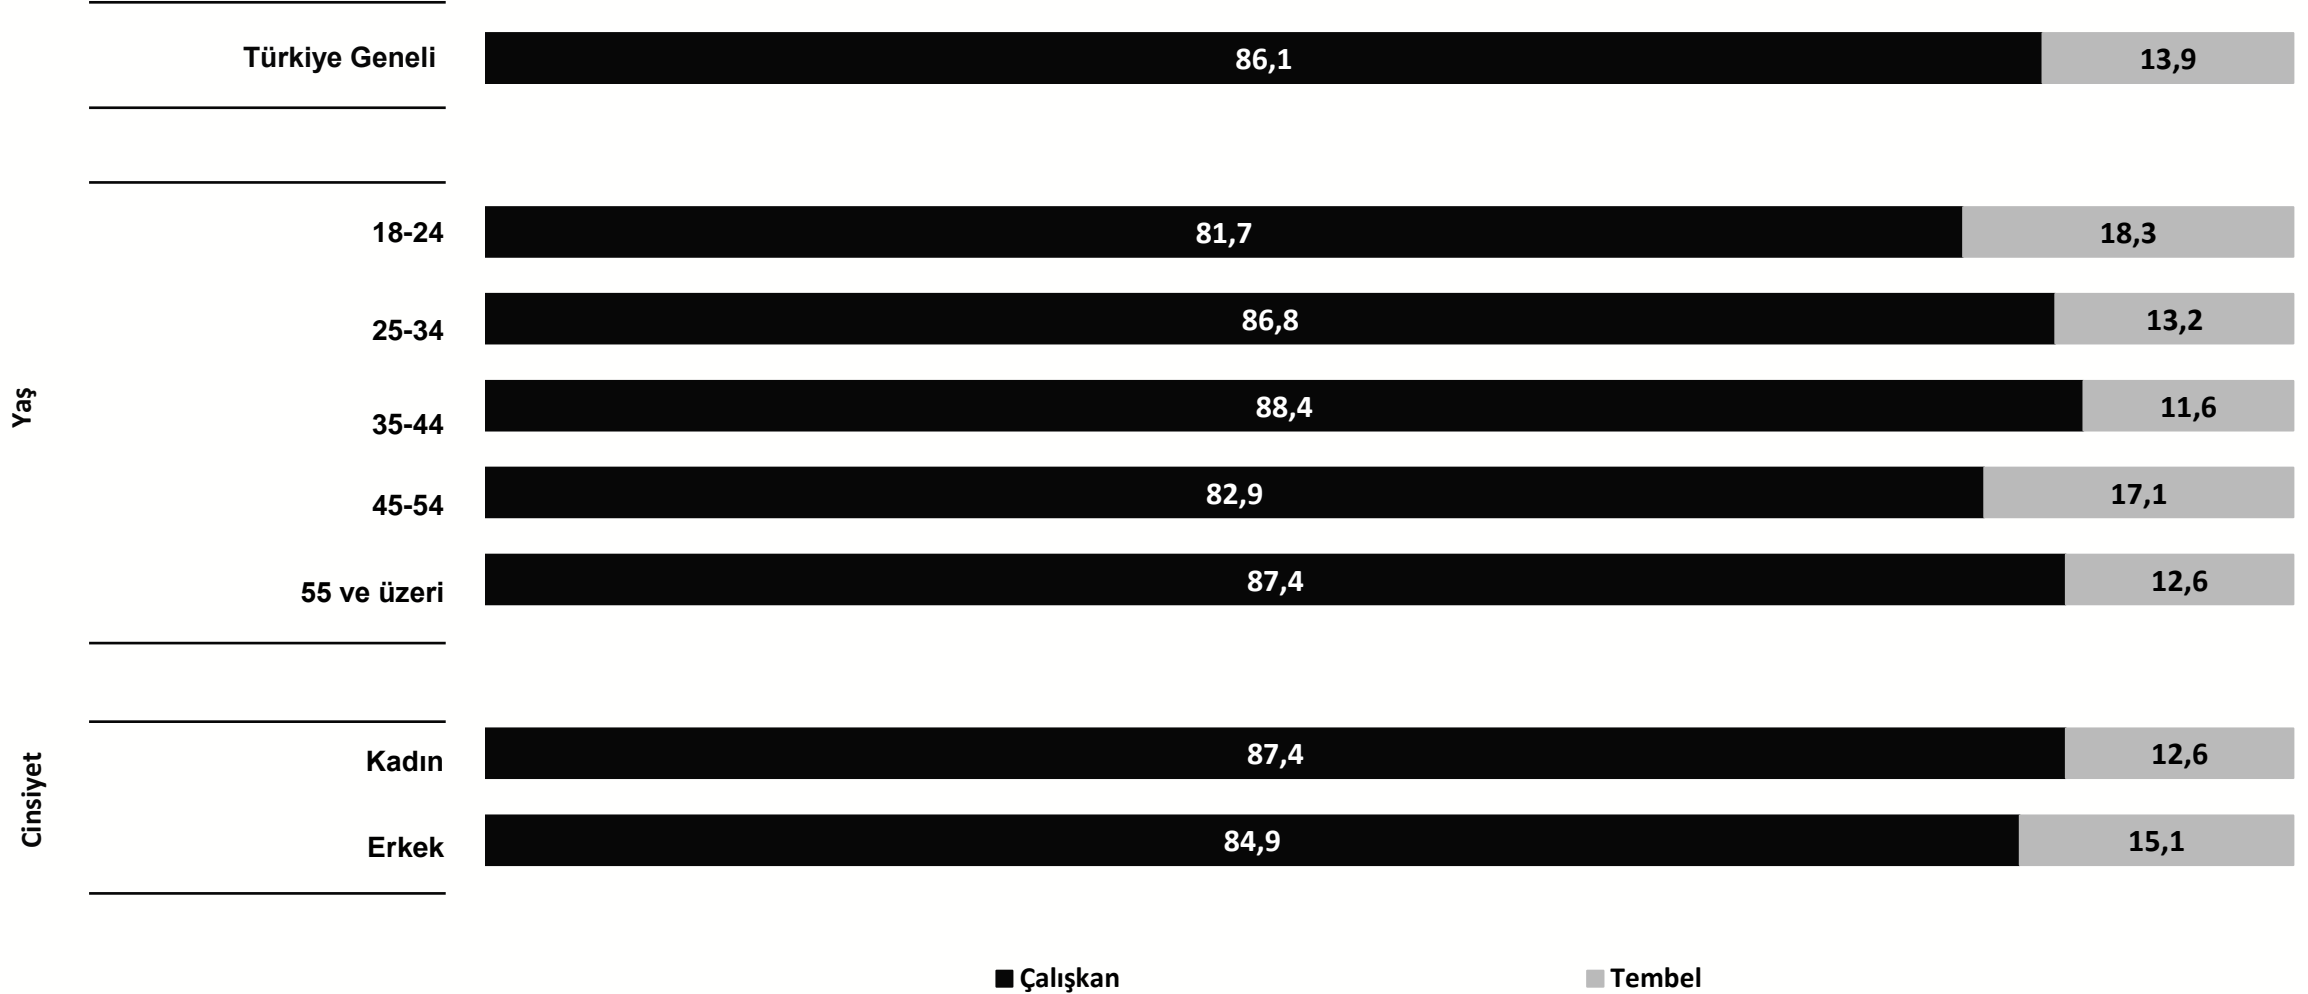 Türkiye Geneli 86,1 13,9
Yaş
18-24 81,7 18,3
25-34 86,8 13,2
35-44 88,4 11,6
45-54 82,9 17,1
55 ve üzeri 87,4 12,6
Cinsiyet
Kadın 87,4 12,6
Erkek 84,9 15,1
Çalışkan Tembel